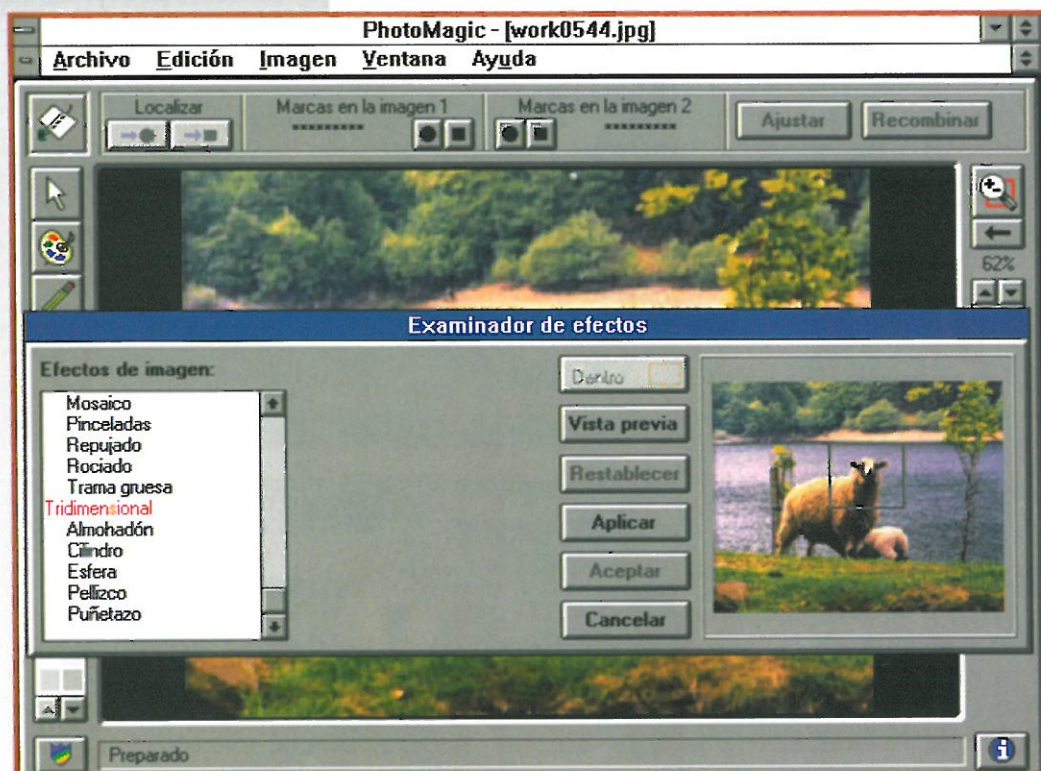 PhotoMagic - [work0544.jpg]
Archivo Edición Imagen Ventana Ayuda
Localizar Marcas en la imagen 1 Marcas en la imagen 2 Ajustar Recombinar
62%
Examinador de efectos
Efectos de imagen:
Mosaico
Pinceladas
Repujado
Rociado
Trama gruesa
Tridimensional
Almohadón
Cilindro
Esfera
Pellizco
Puñetazo
Dentro
Vista previa
Restablecer
Aplicar
Aceptar
Cancelar
Preparado